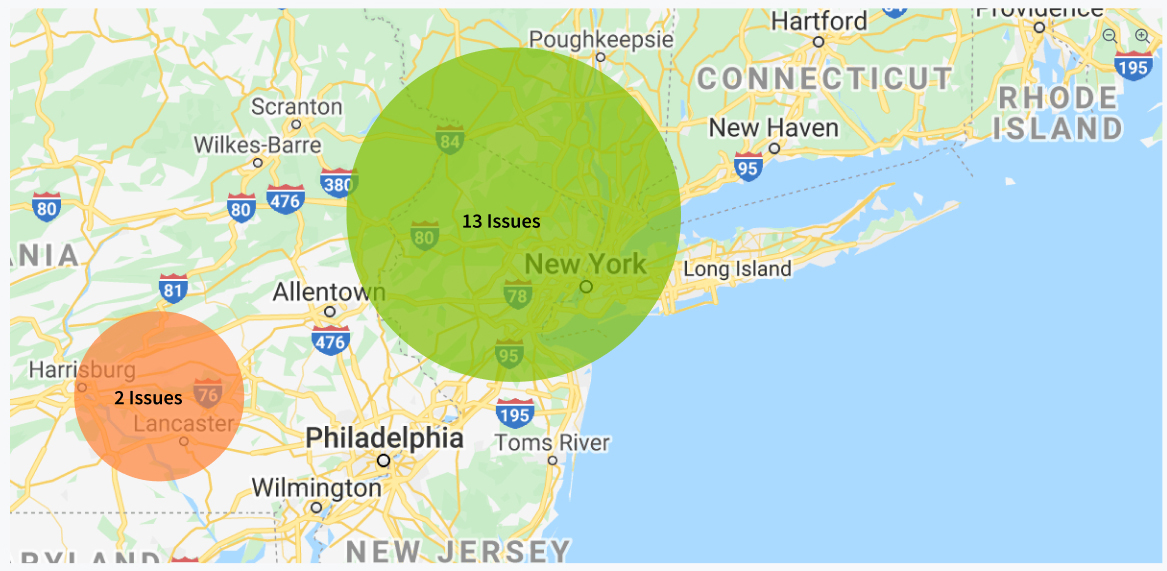 Hartford
Providence
Poughkeepsie
CONNECTICUT
195
RHODE
ISLAND
Scranton
New Haven
84
Wilkes-Barre
95
380
476
80
80
13 Issues
80
ANIA
New York
Long Island
81
Allentown
78
476
95
Harrisburg
76
2 Issues
195
Lancaster
Philadelphia
Toms River
Wilmington
NEW JERSEY
RYLAND